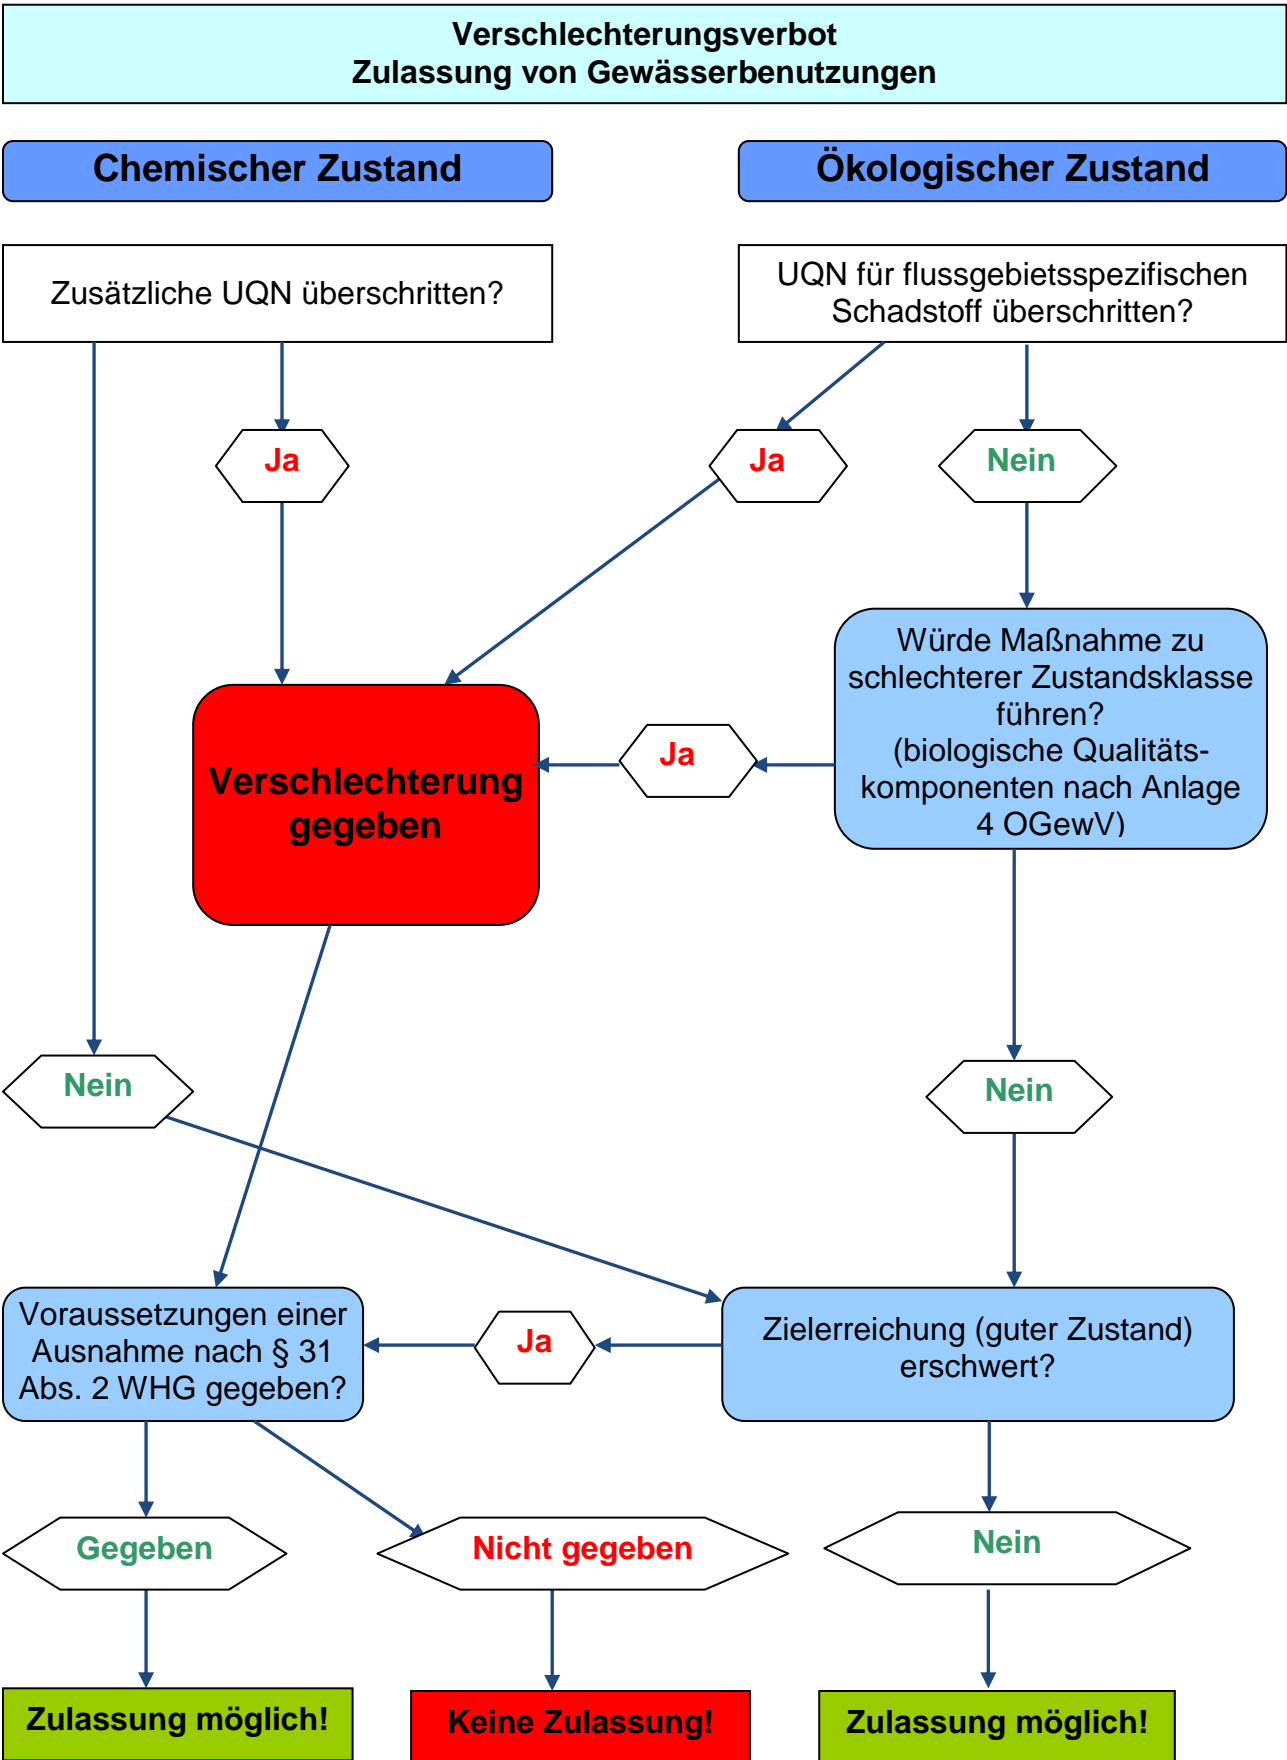 Verschlechterungsverbot
Zulassung von Gewässerbenutzungen
Chemischer Zustand
Ökologischer Zustand
Zusätzliche UQN überschritten?
UQN für flussgebietsspezifischen
Schadstoff überschritten?
Ja
Ja
Nein
Würde Maßnahme zu
schlechterer Zustandsklasse
führen?
(biologische Qualitäts-
komponenten nach Anlage
4 OGewV)
Ja
Verschlechterung
gegeben
Nein
Nein
Voraussetzungen einer
Ausnahme nach § 31
Abs. 2 WHG gegeben?
Ja
Zielerreichung (guter Zustand)
erschwert?
Gegeben
Nicht gegeben
Nein
Zulassung möglich!
Keine Zulassung!
Zulassung möglich!